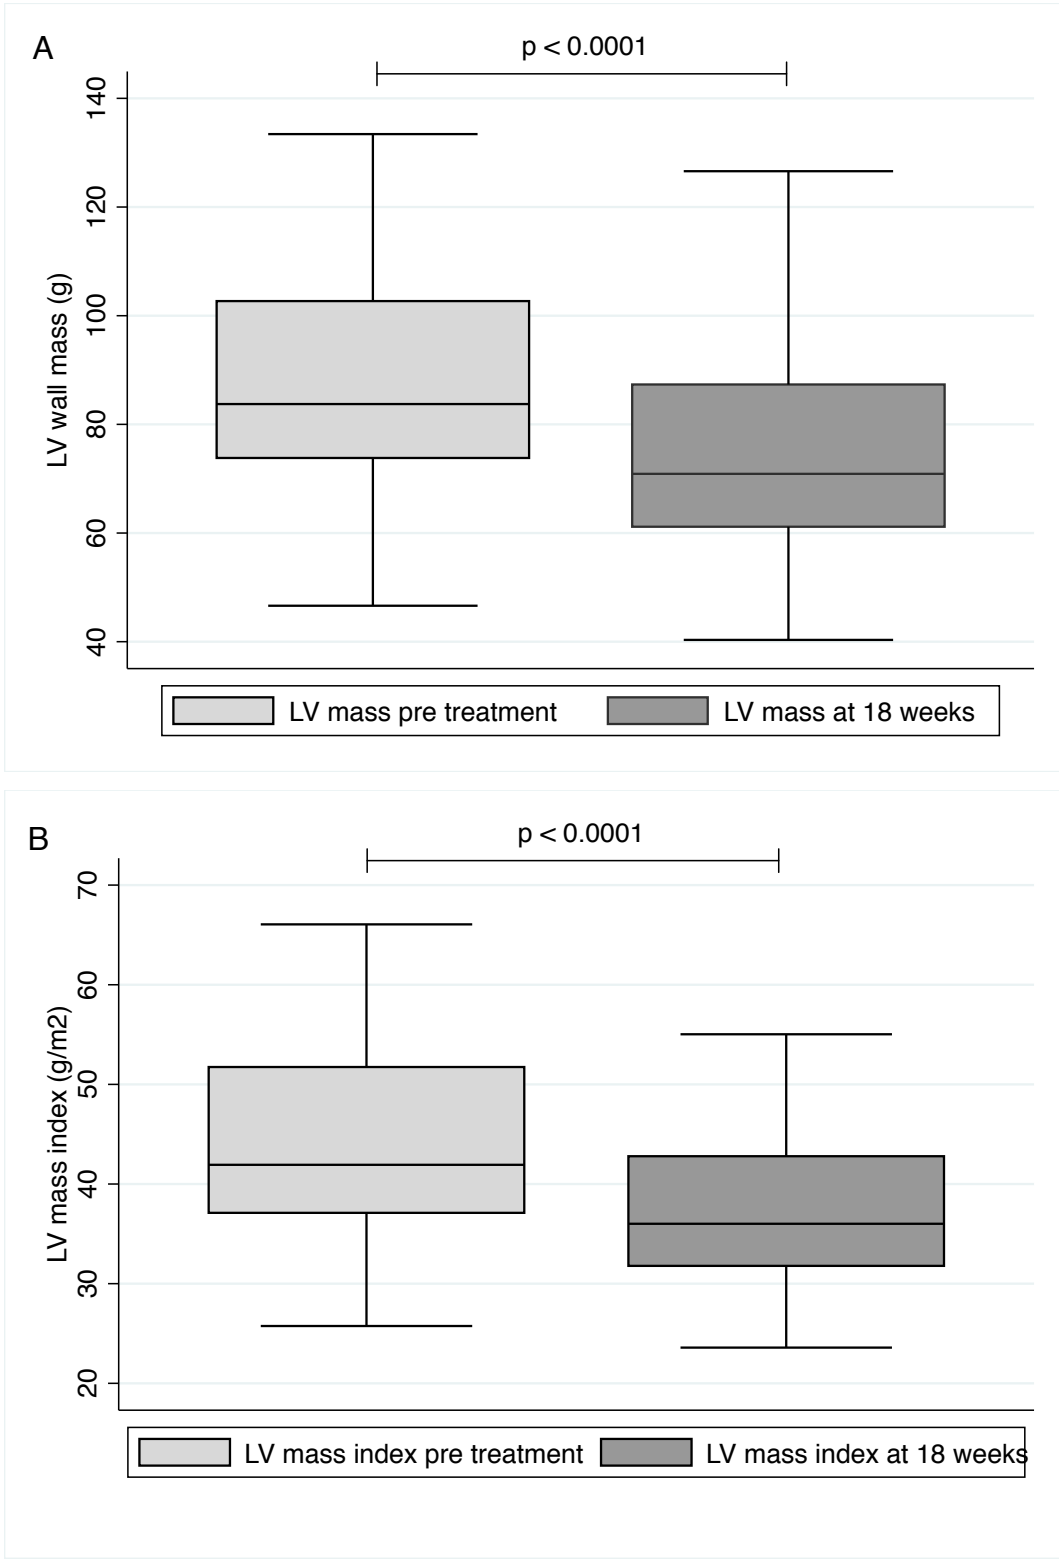 A
p < 0.0001
LV wall mass (g)
140
120
100
80
60
40
LV mass pre treatment
LV mass at 18 weeks
B
p < 0.0001
LV mass index (g/m2)
70
60
50
40
30
20
LV mass index pre treatment
LV mass index at 18 weeks